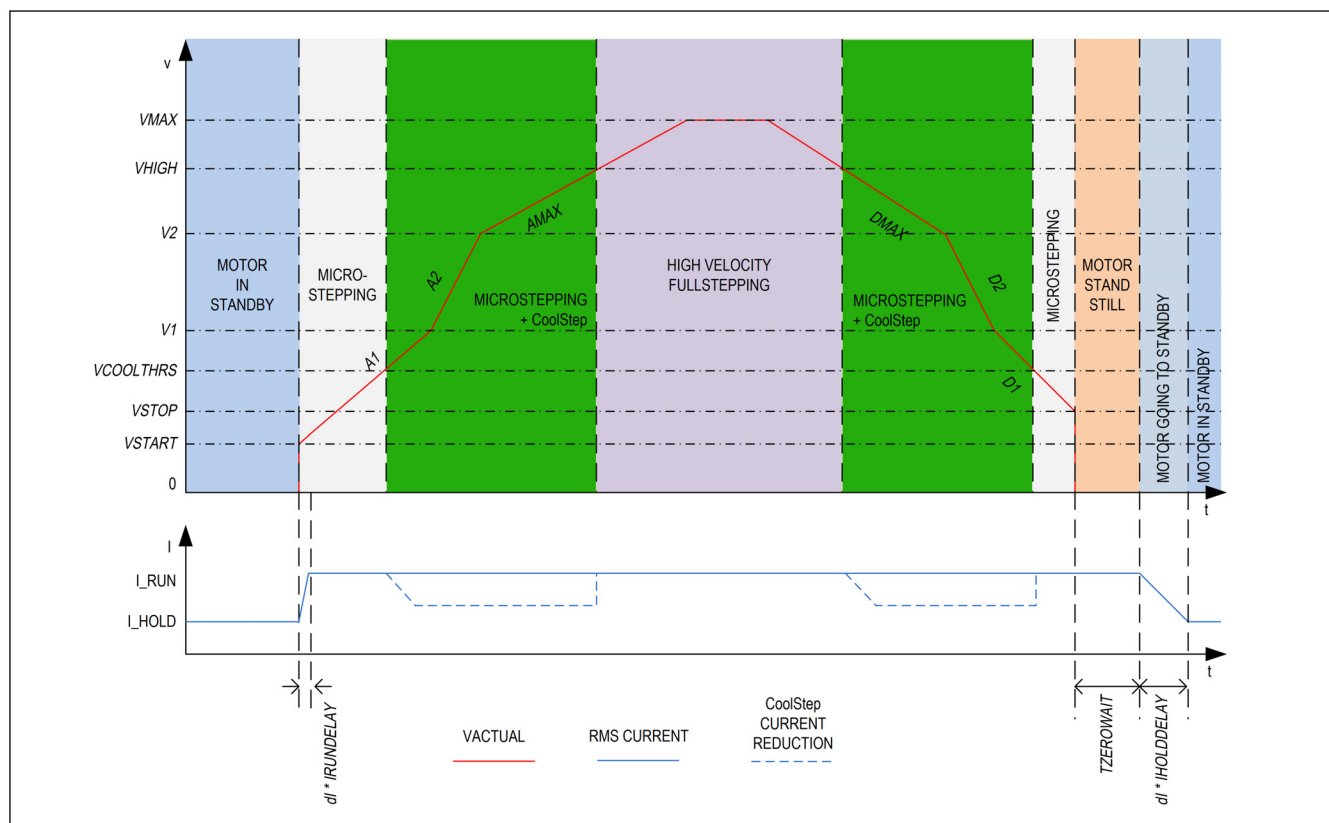 v
VMAX
VHIGH
V2
V1
VCOOLTHRS
VSTOP
VSTART
0
MOTOR
IN
STANDBY
MICRO-
STEPPING
A1
A2
AMAX
MICROSTEPPING
+ CoolStep
HIGH VELOCITY
FULLSTEPPING
DMAX
D2
D1
MICROSTEPPING
+ CoolStep
MICROSTEPPING
MOTOR
STAND
STILL
MOTOR GOING TO STANDBY
MOTOR IN STANDBY
t
I
I_RUN
I_HOLD
t
dI * IRUNDELAY
VACTUAL
RMS CURRENT
CoolStep
CURRENT
REDUCTION
TZEROWAIT
dI * IHOLDDELAY